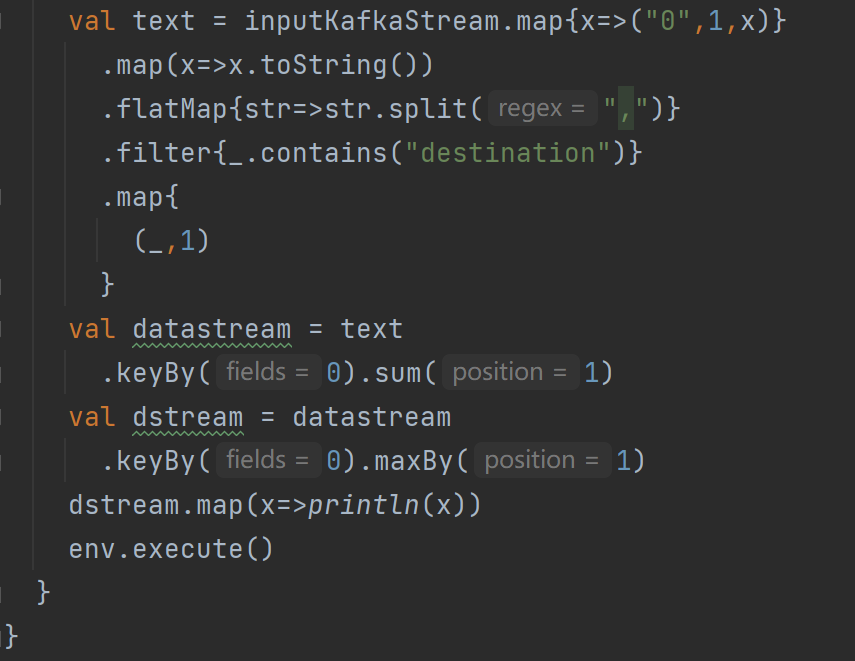 val text = inputKafkaStream.map{x=>("0",1,x)}
.map(x=>x.toString())
.flatMap{str=>str.split( regex = ",")}
.filter{_.contains("destination")}
.map{
(_,1)
}
val datastream = text
.keyBy( fields = 0).sum( position = 1)
val dstream = datastream
.keyBy( fields = 0).maxBy( position = 1)
dstream.map(x=>println(x))
env.execute()
}
}